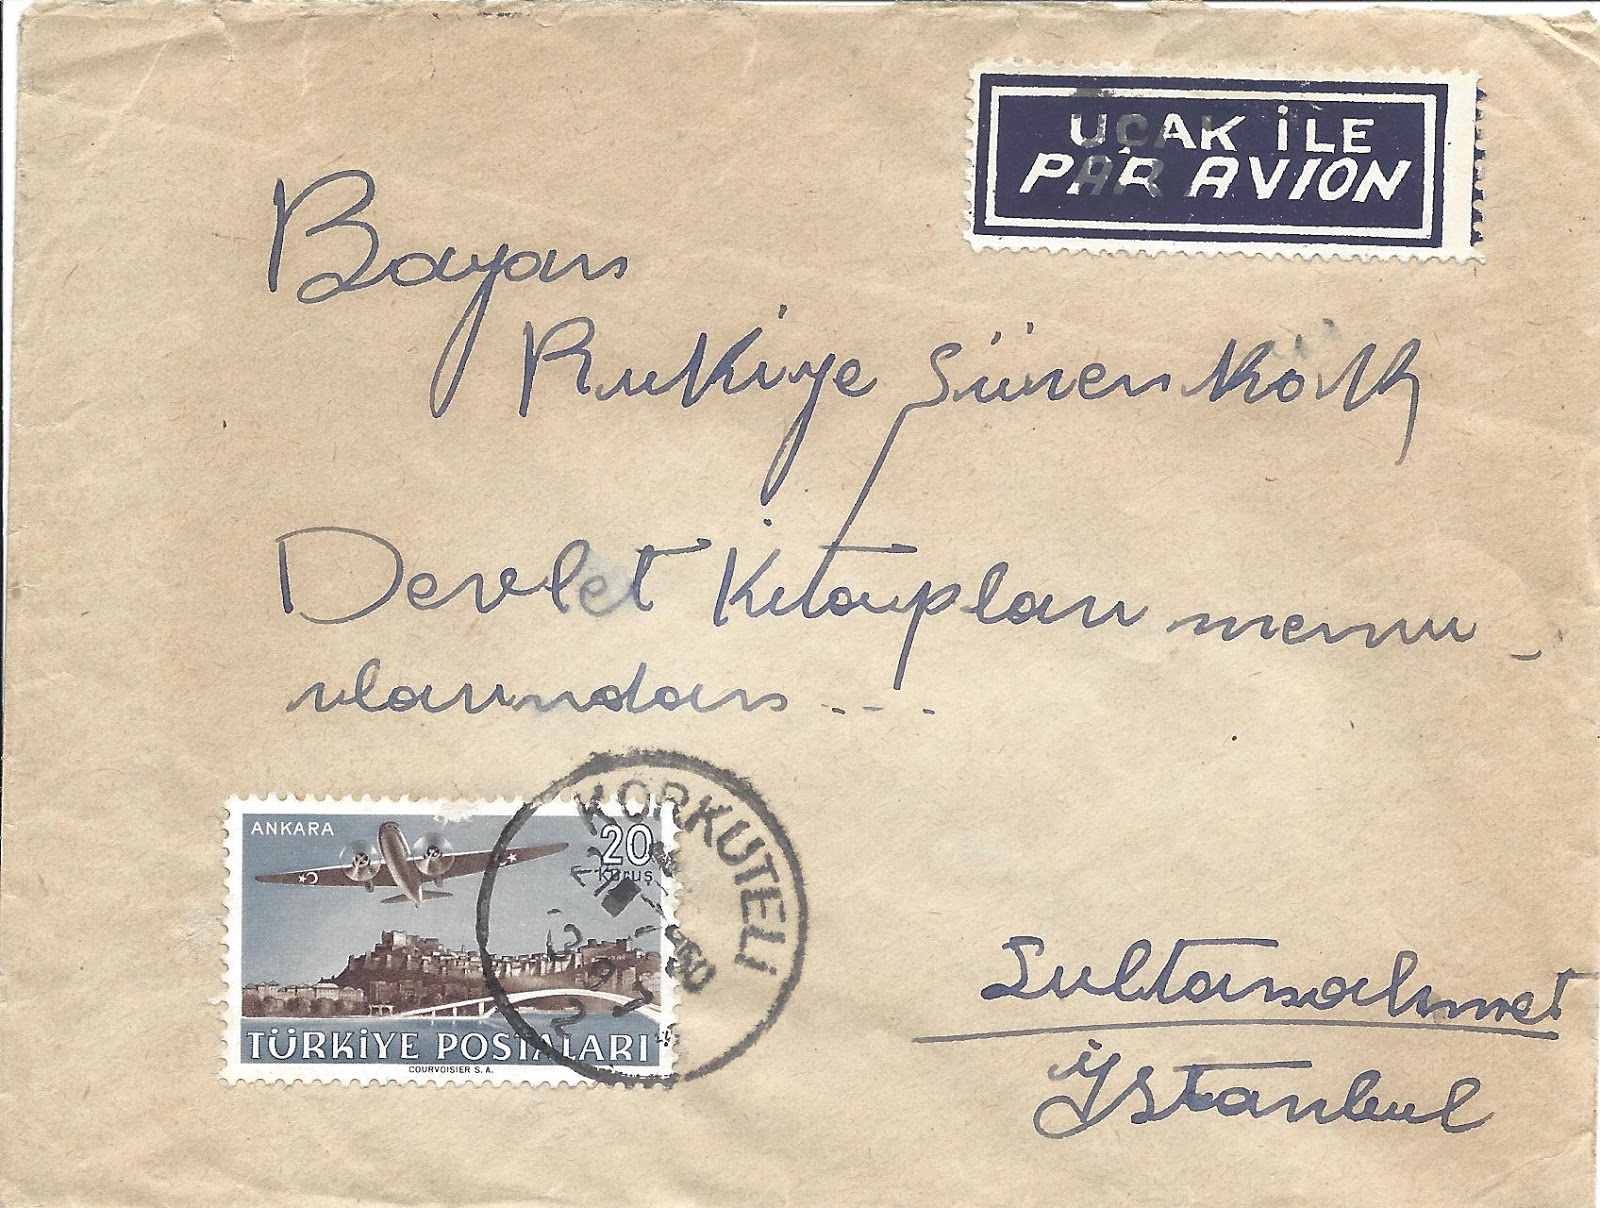 UÇAK İLE
PAR AVION
Bayan
Rukiye Sürenkök
Devlet Kitapları memu-
rlarından ...
ANKARA
20
Kuruş
KORKUTELİ
TÜRKİYE POSTALARI
COURVOISIER S. A.
Sultanahmet
İstanbul